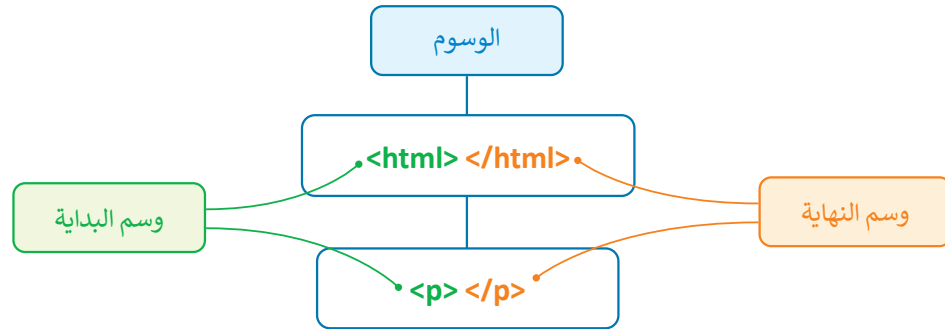 الوسوم
<html> </html>
وسم البداية
وسم النهاية
<p> </p>